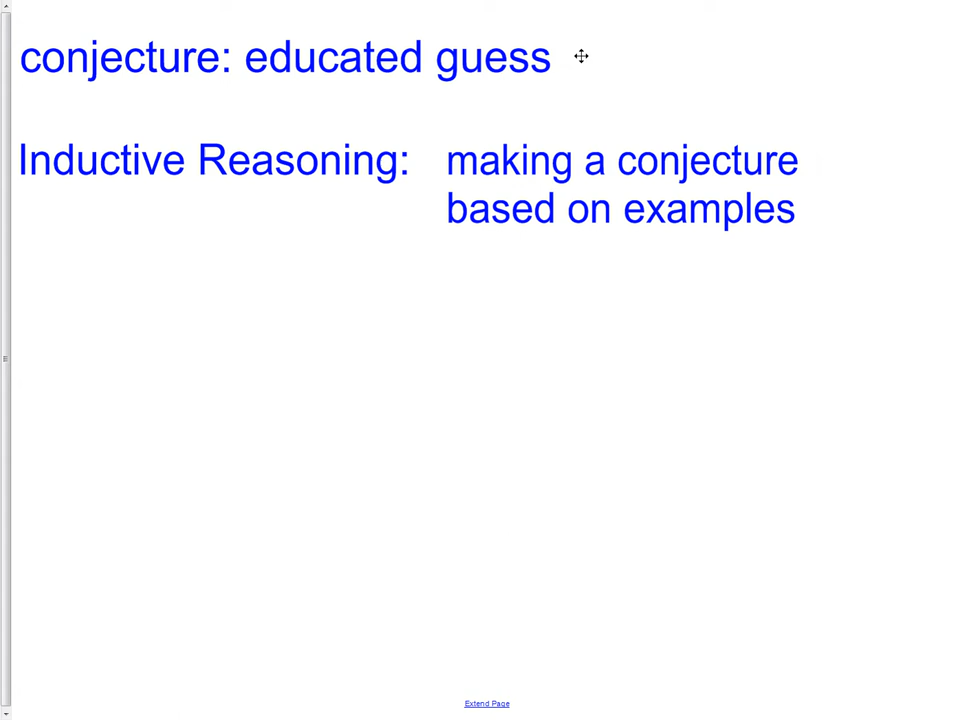 conjecture: educated guess
Inductive Reasoning: making a conjecture
based on examples
Extend Page